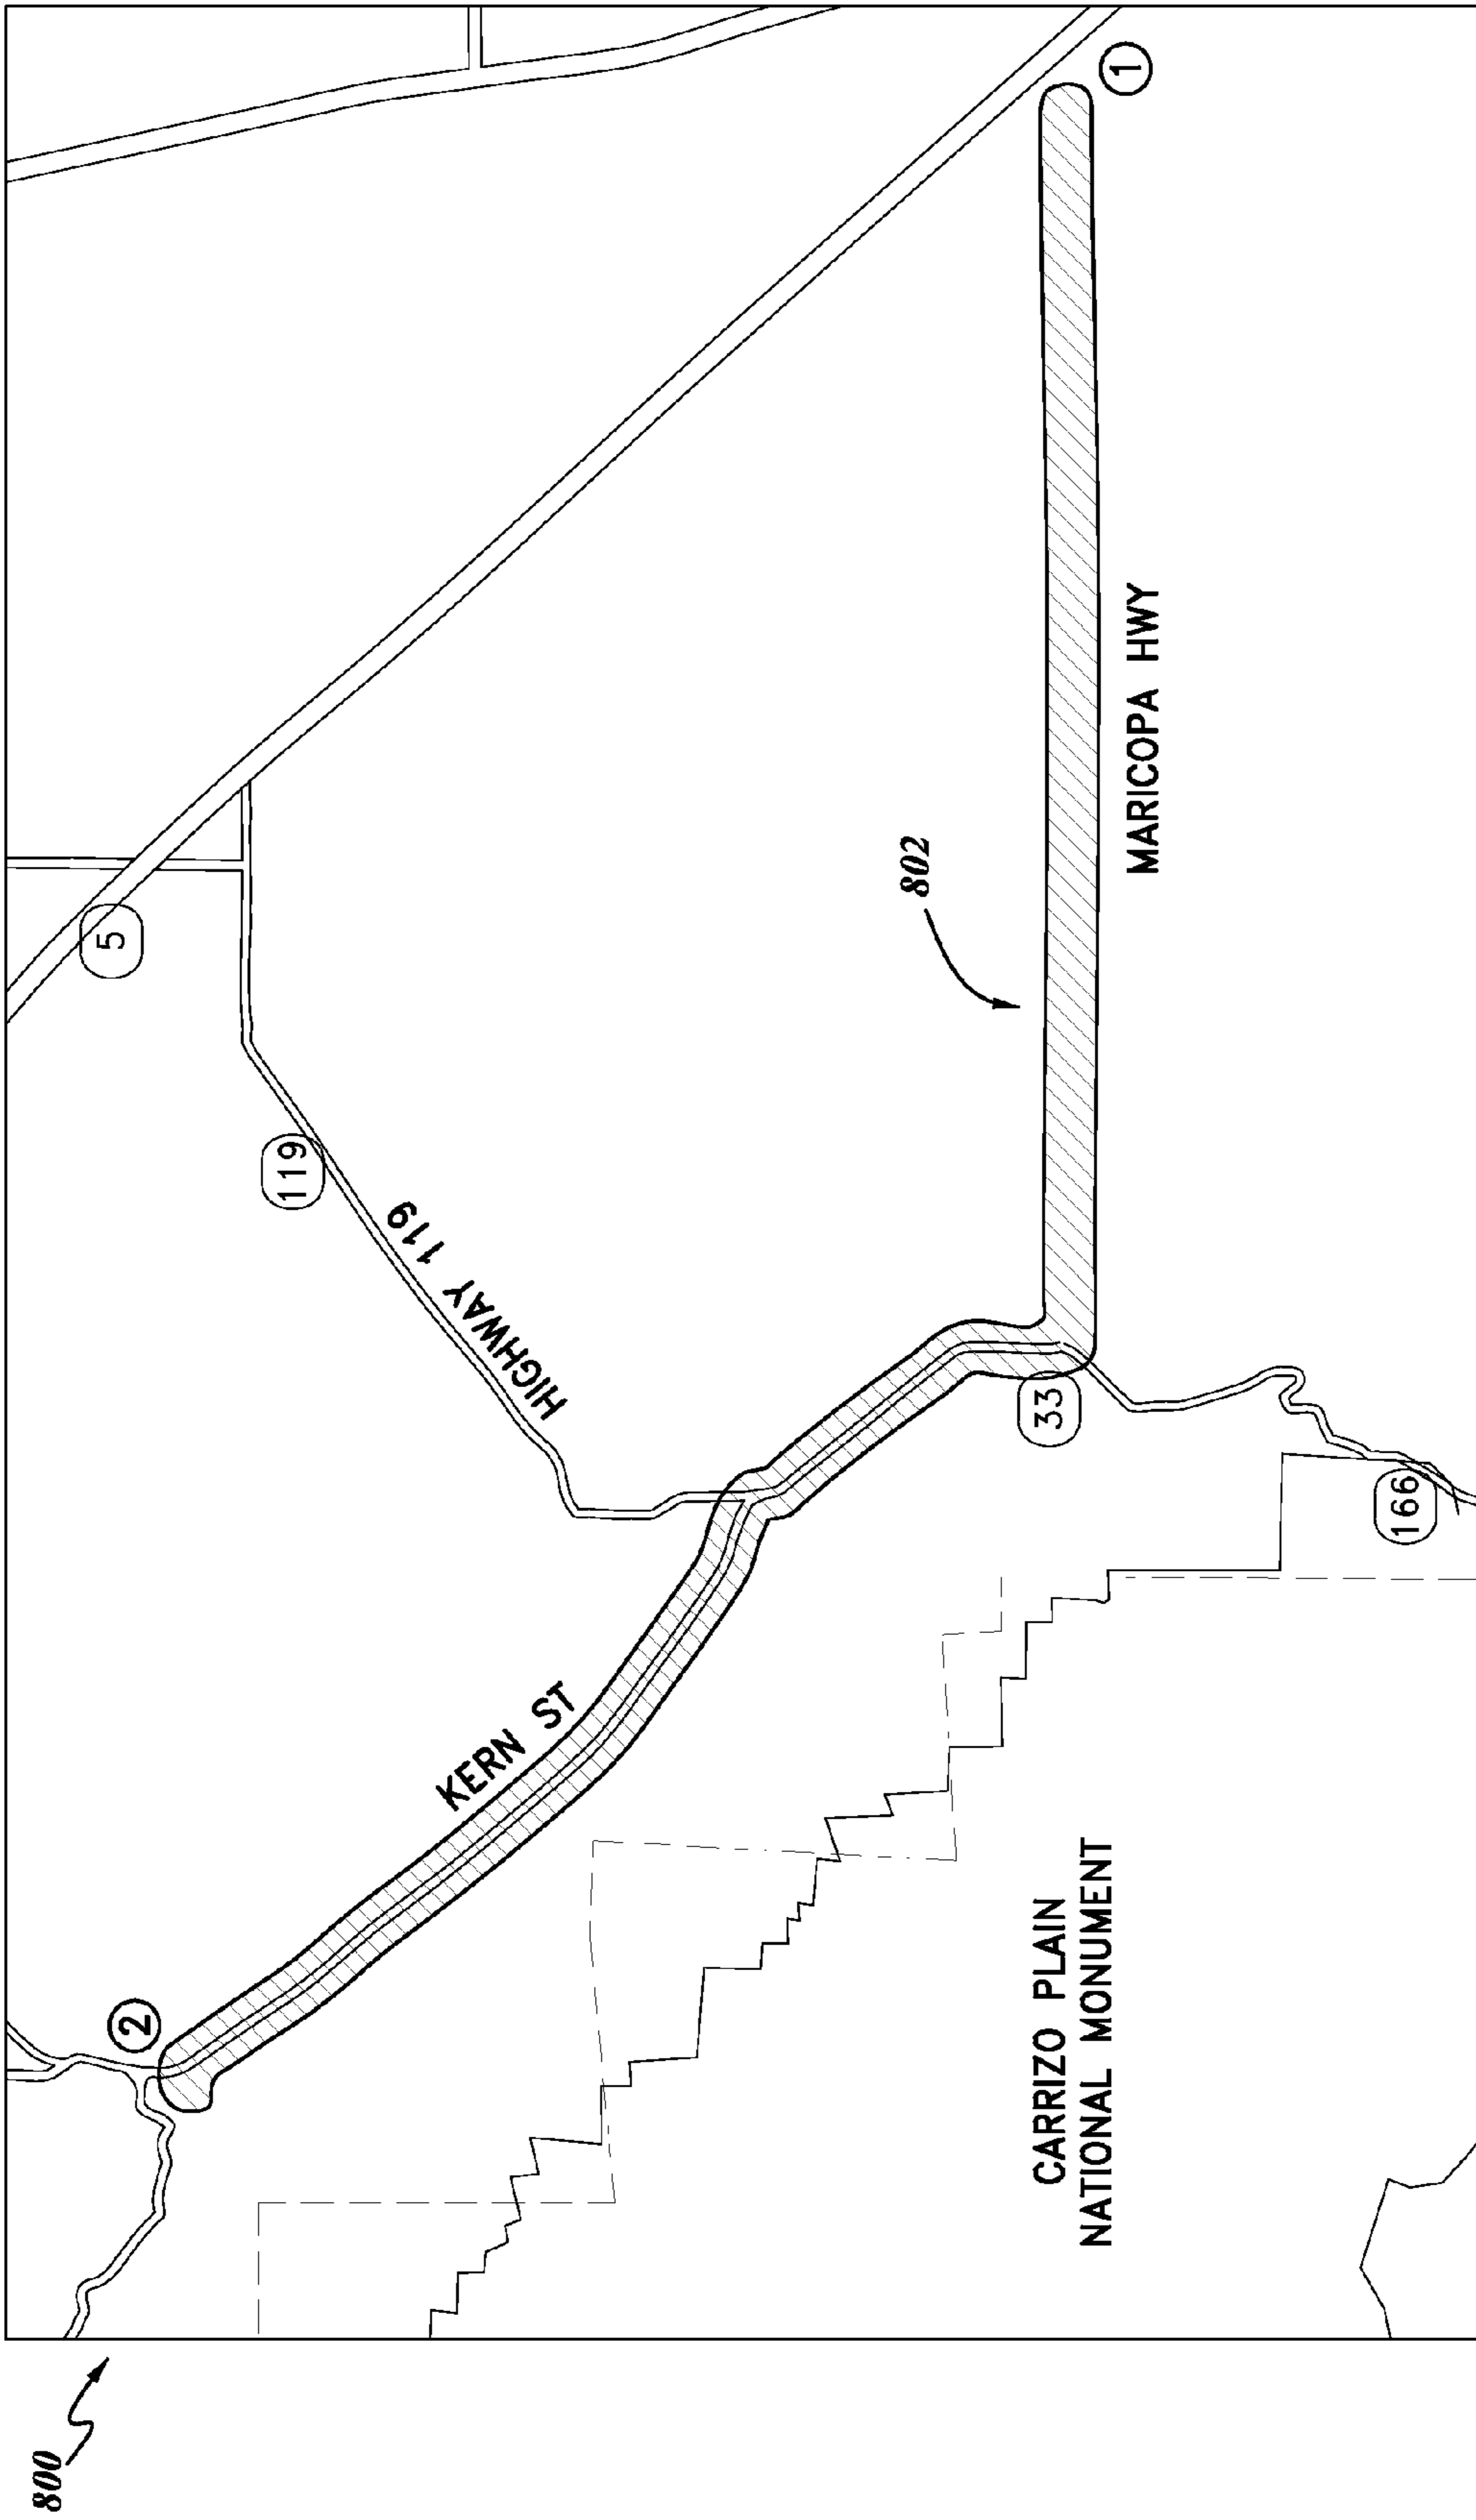 800
2
5
119
HIGHWAY 119
KERN ST
802
1
33
MARICOPA HWY
166
CARRIZO PLAIN
NATIONAL MONUMENT